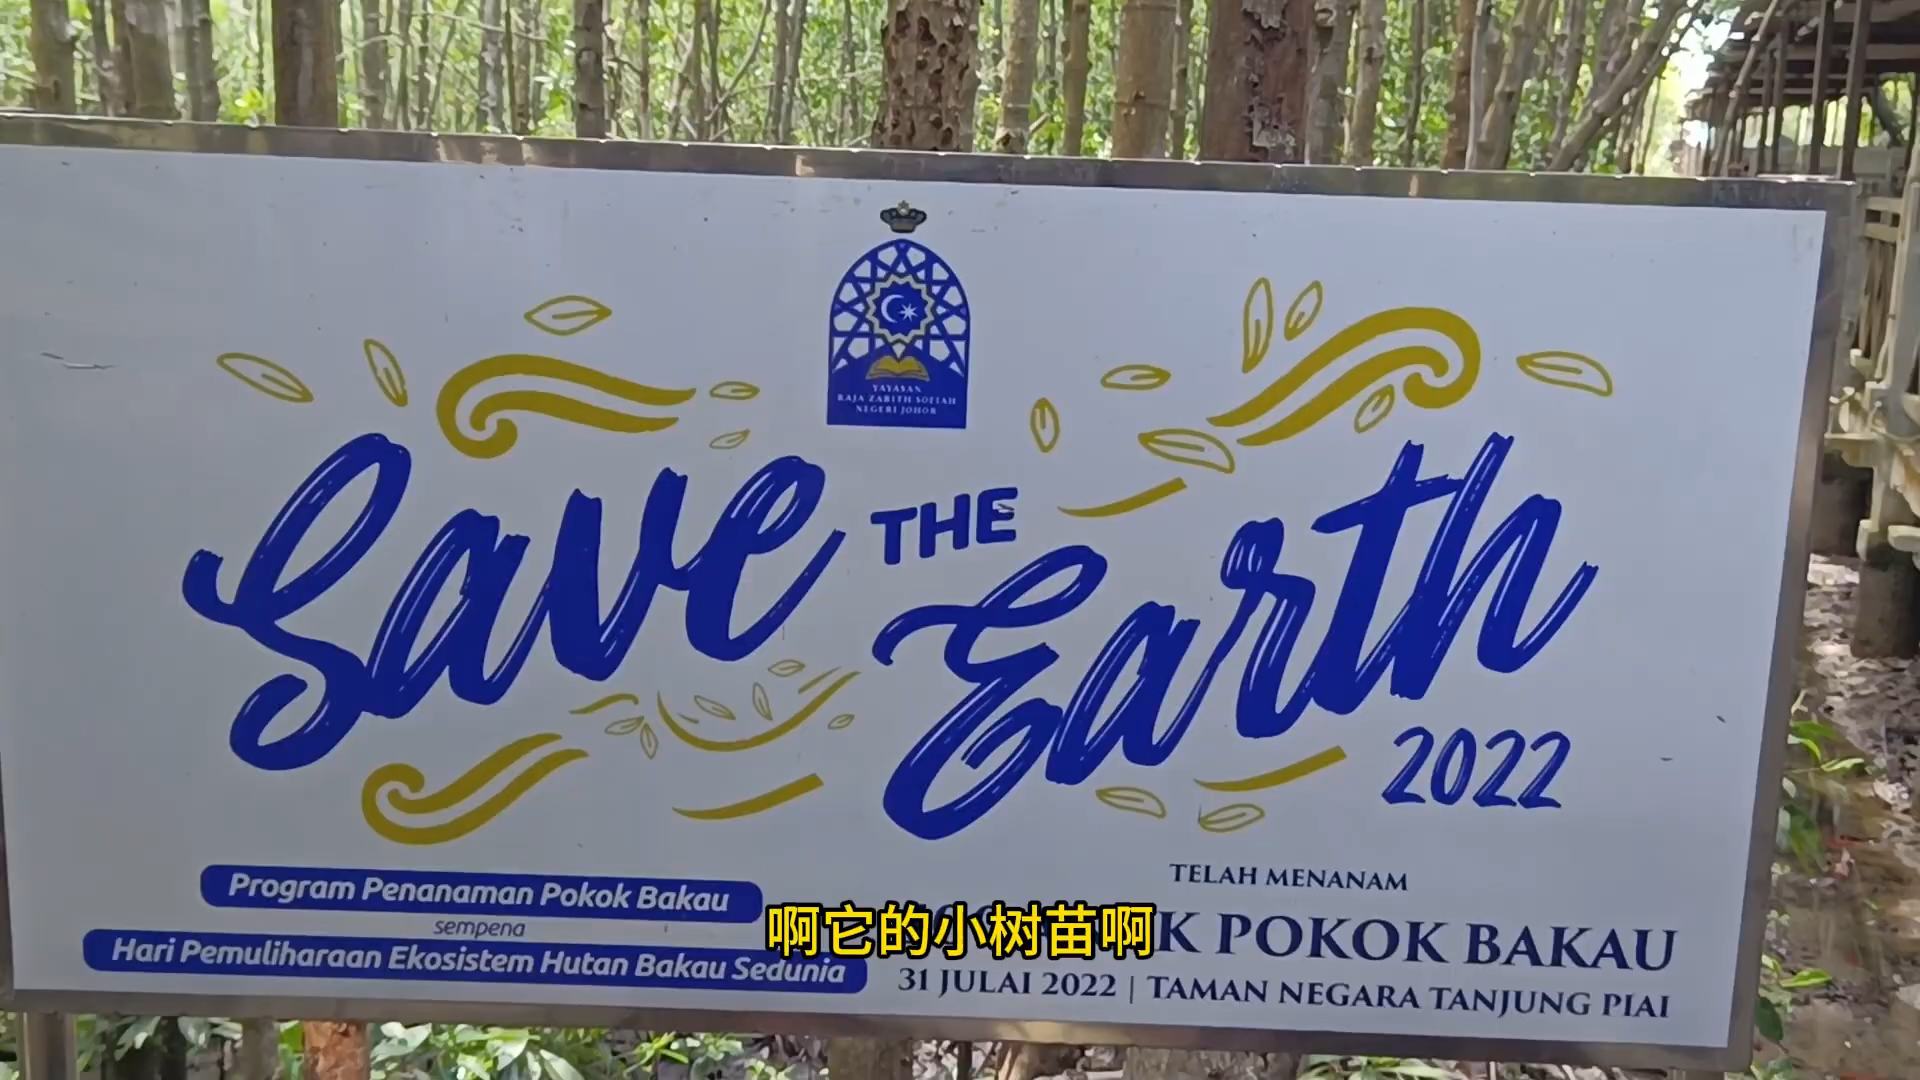 YAYASAN
RAJA ZARITH SOFIAH
NEGERI JOHOR
Save THE Earth
2022
Program Penanaman Pokok Bakau
sempena
Hari Pemuliharaan Ekosistem Hutan Bakau Sedunia
TELAH MENANAM
POKOK BAKAU
31 JULAI 2022 | TAMAN NEGARA TANJUNG PIAI
啊它的小树苗啊